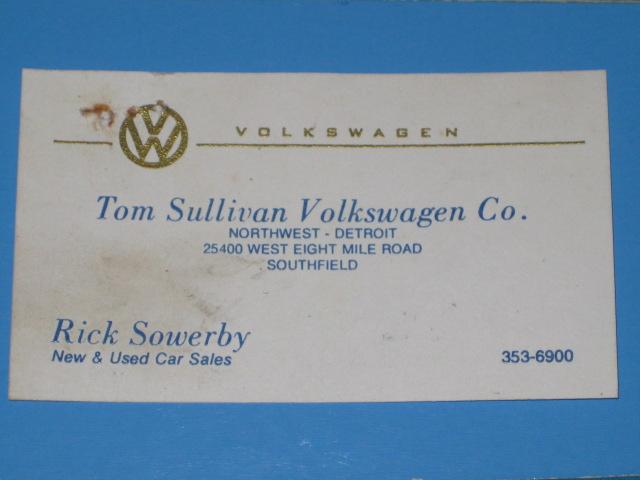 VOLKSWAGEN
Tom Sullivan Volkswagen Co.
NORTHWEST - DETROIT
25400 WEST EIGHT MILE ROAD
SOUTHFIELD
Rick Sowerby
New & Used Car Sales
353-6900